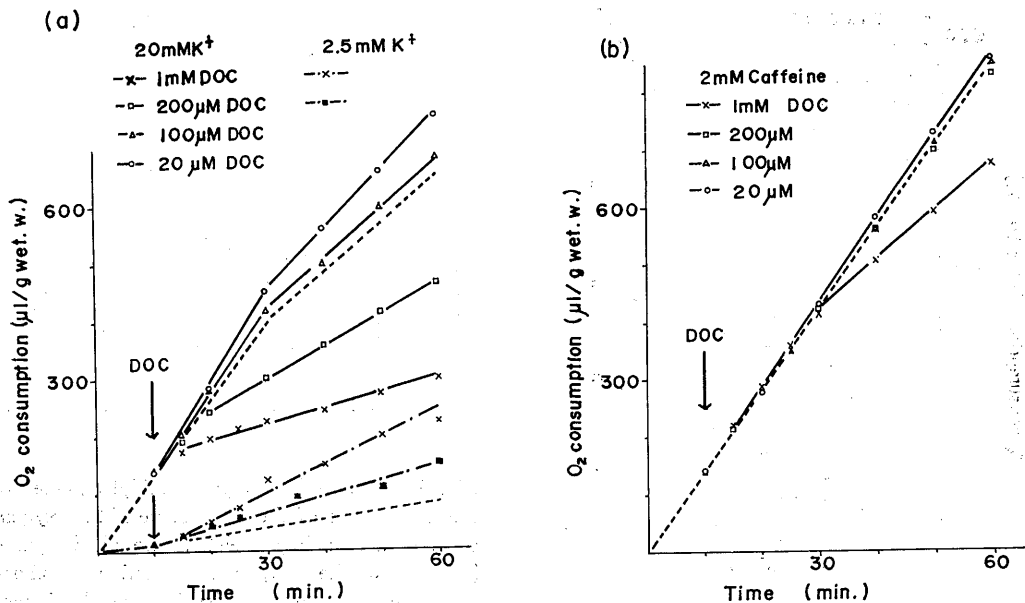 (a)
20mMK⁺ 2.5mM K⁺
1mM DOC
200μM DOC
100μM DOC
20μM DOC
O₂ consumption (μl/g wet. w.)
600
300
DOC
30 60
Time (min.)
(b)
2mM Caffeine
1mM DOC
200μM
100μM
20μM
O₂ consumption (μl/g wet. w.)
600
300
DOC
30 60
Time (min.)